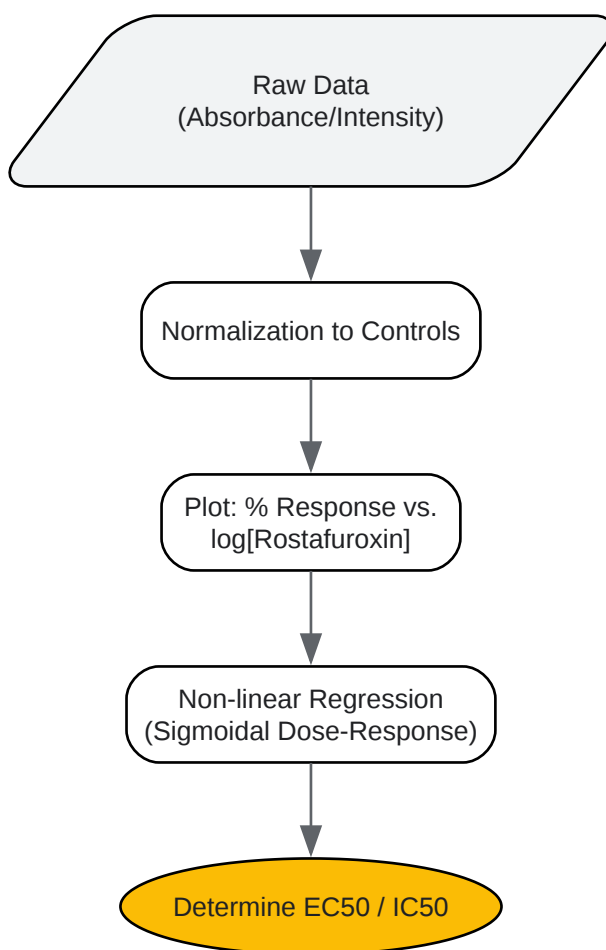 Raw Data
(Absorbance/Intensity)
Normalization to Controls
Plot: % Response vs.
log[Rostafuroxin]
Non-linear Regression
(Sigmoidal Dose-Response)
Determine EC50 / IC50